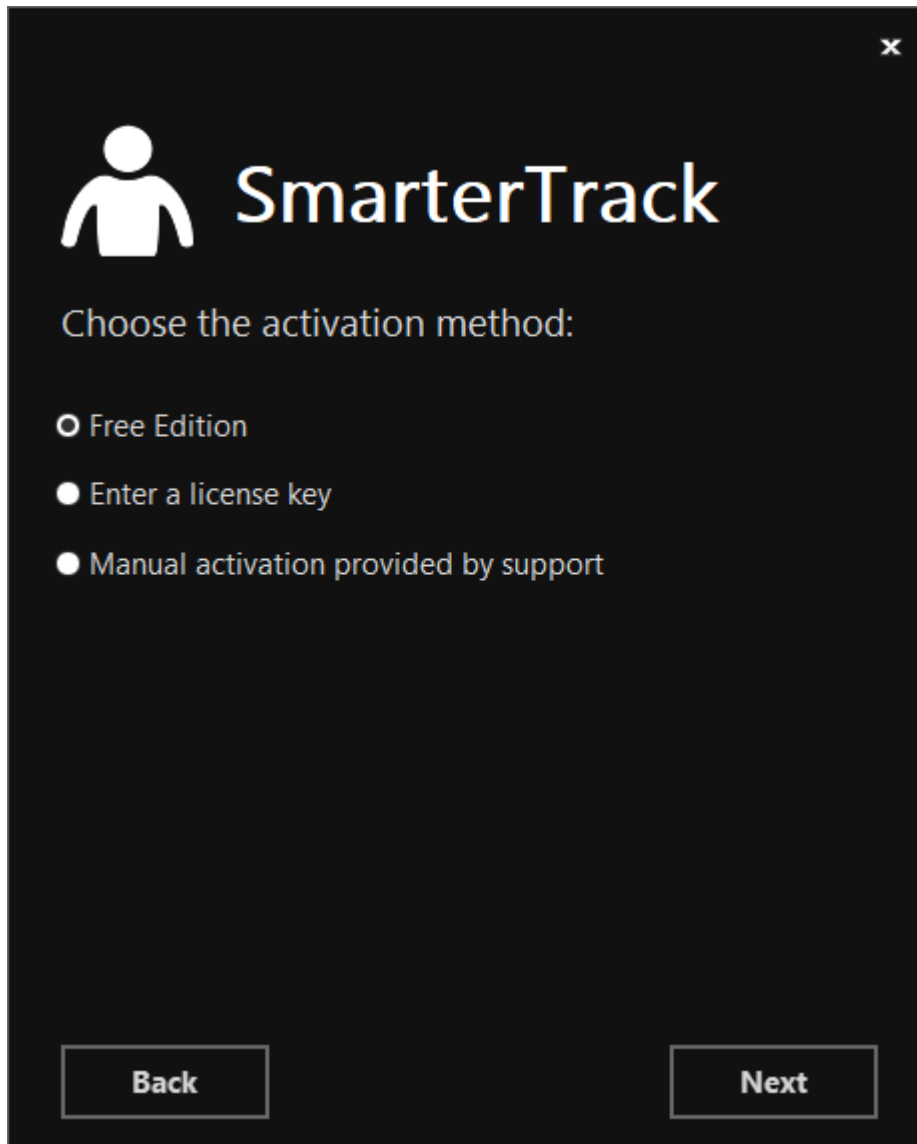 x
SmarterTrack
Choose the activation method:
Free Edition
Enter a license key
Manual activation provided by support
Back
Next